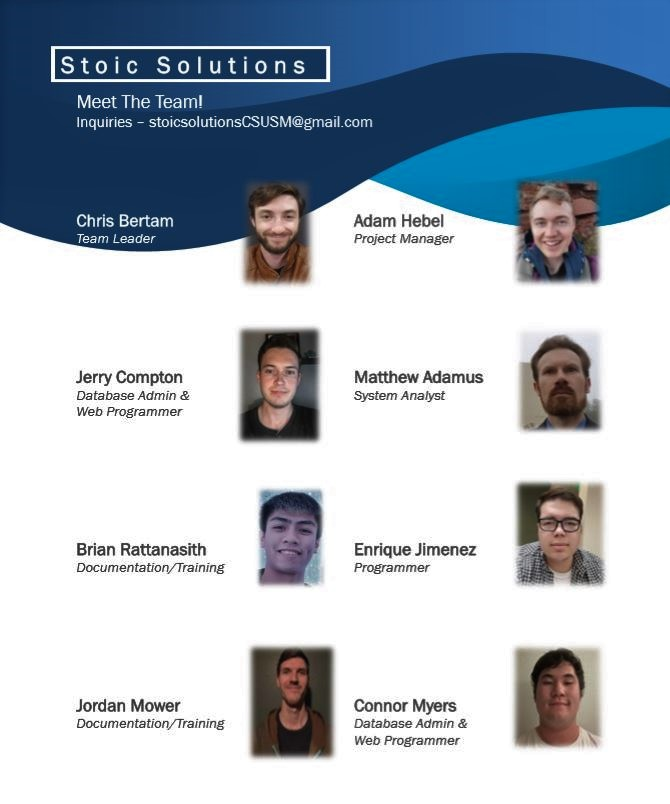 Stoic Solutions
Meet The Team!
Inquiries – stoicsolutionsCSUSM@gmail.com
Chris Bertam
Team Leader
Adam Hebel
Project Manager
Jerry Compton
Database Admin &
Web Programmer
Matthew Adamus
System Analyst
Brian Rattanasith
Documentation/Training
Enrique Jimenez
Programmer
Jordan Mower
Documentation/Training
Connor Myers
Database Admin &
Web Programmer